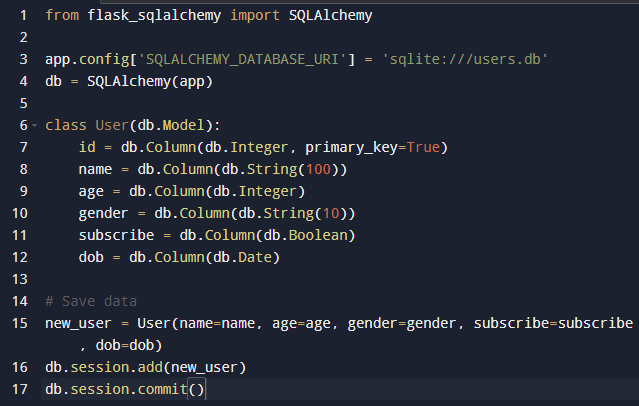 1 from flask_sqlalchemy import SQLAlchemy
2
3 app.config['SQLALCHEMY_DATABASE_URI'] = 'sqlite:///users.db'
4 db = SQLAlchemy(app)
5
6 class User(db.Model):
7     id = db.Column(db.Integer, primary_key=True)
8     name = db.Column(db.String(100))
9     age = db.Column(db.Integer)
10     gender = db.Column(db.String(10))
11     subscribe = db.Column(db.Boolean)
12     dob = db.Column(db.Date)
13
14 # Save data
15 new_user = User(name=name, age=age, gender=gender, subscribe=subscribe
    , dob=dob)
16 db.session.add(new_user)
17 db.session.commit()